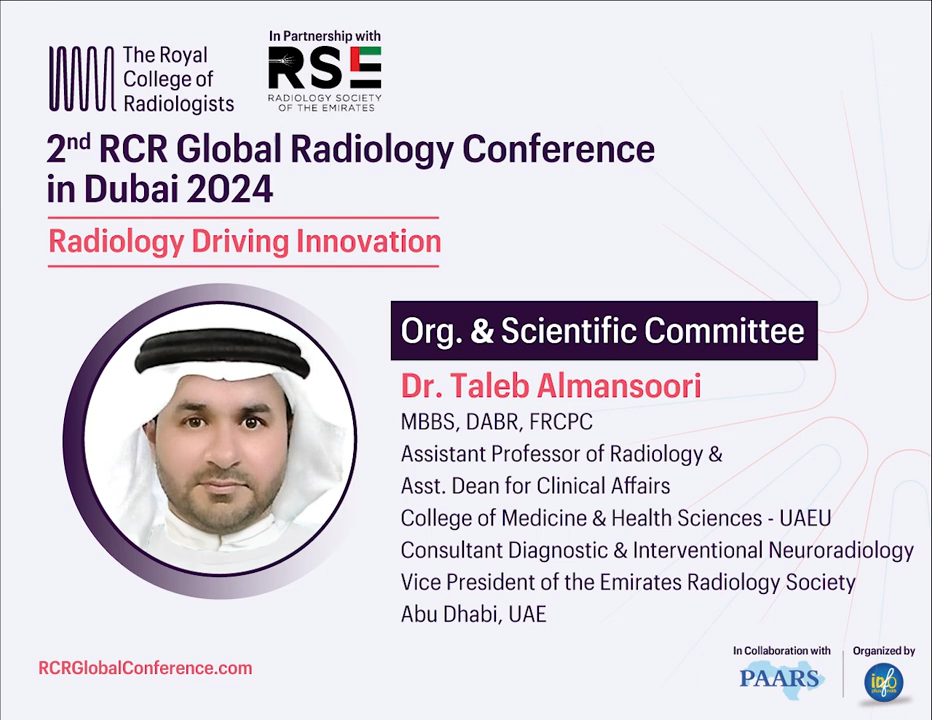 The Royal
College of
Radiologists
In Partnership with
RSE
RADIOLOGY SOCIETY
OF THE EMIRATES
2nd RCR Global Radiology Conference
in Dubai 2024
Radiology Driving Innovation
Org. & Scientific Committee
Dr. Taleb Almansoori
MBBS, DABR, FRCPC
Assistant Professor of Radiology &
Asst. Dean for Clinical Affairs
College of Medicine & Health Sciences - UAEU
Consultant Diagnostic & Interventional Neuroradiology
Vice President of the Emirates Radiology Society
Abu Dhabi, UAE
RCRGlobalConference.com
In Collaboration with
PAARS
Organized by
info